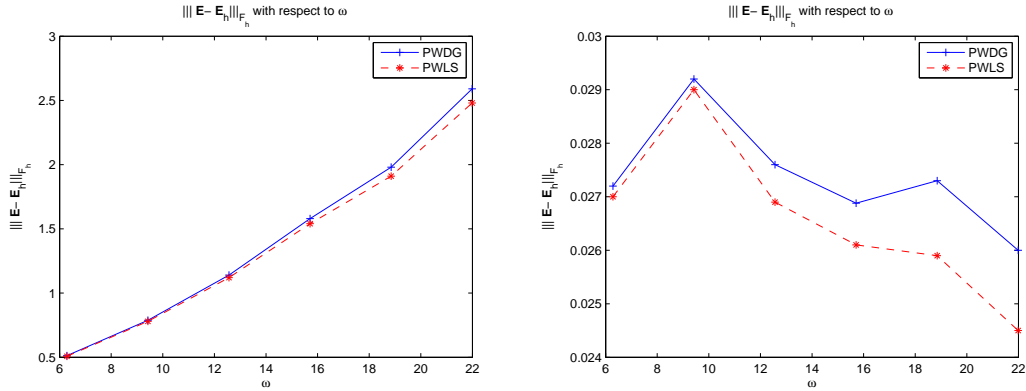 ||| E− E_h|||_{F_h} with respect to ω
3
2.5
2
1.5
1
0.5
||| E− E_h|||_{F_h}
6 8 10 12 14 16 18 20 22
ω
PWDG
PWLS
||| E− E_h|||_{F_h} with respect to ω
0.03
0.029
0.028
0.027
0.026
0.025
0.024
||| E− E_h|||_{F_h}
6 8 10 12 14 16 18 20 22
ω
PWDG
PWLS